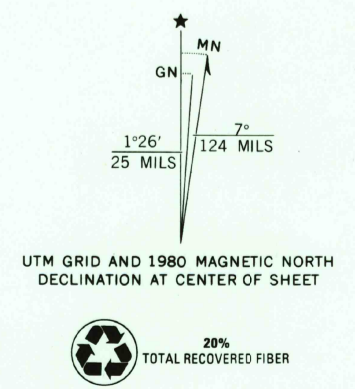 ★
MN
GN
1°26′
25 MILS
7°
124 MILS
UTM GRID AND 1980 MAGNETIC NORTH
DECLINATION AT CENTER OF SHEET
20%
TOTAL RECOVERED FIBER